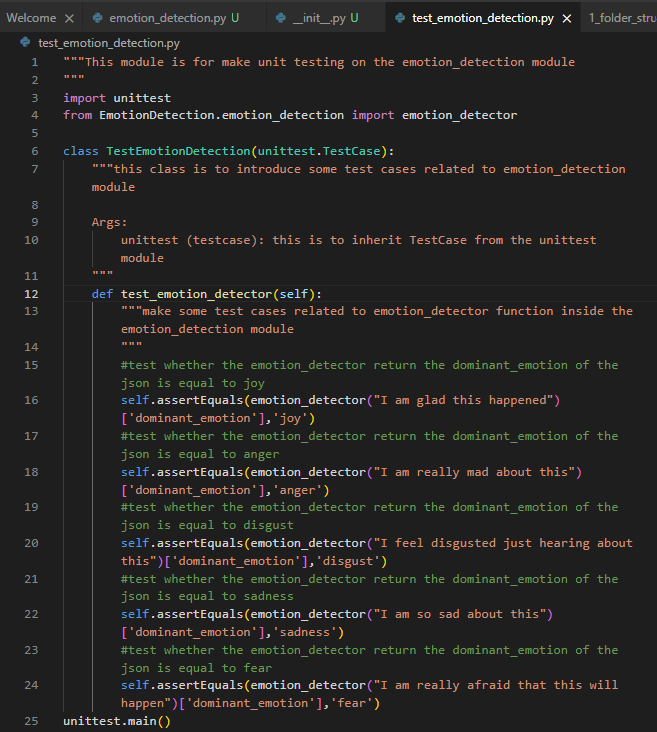 Welcome emotion_detection.py U __init__.py U test_emotion_detection.py 1_folder_stru
test_emotion_detection.py
1 """This module is for make unit testing on the emotion_detection module
2 """
3 import unittest
4 from EmotionDetection.emotion_detection import emotion_detector
5
6 class TestEmotionDetection(unittest.TestCase):
7 """this class is to introduce some test cases related to emotion_detection
module
8
9 Args:
10 unittest (testcase): this is to inherit TestCase from the unittest
module
11 """
12 def test_emotion_detector(self):
13 """make some test cases related to emotion_detector function inside the
emotion_detection module
14 """
15 #test whether the emotion_detector return the dominant_emotion of the
json is equal to joy
16 self.assertEquals(emotion_detector("I am glad this happened")
['dominant_emotion'],'joy')
17 #test whether the emotion_detector return the dominant_emotion of the
json is equal to anger
18 self.assertEquals(emotion_detector("I am really mad about this")
['dominant_emotion'],'anger')
19 #test whether the emotion_detector return the dominant_emotion of the
json is equal to disgust
20 self.assertEquals(emotion_detector("I feel disgusted just hearing about
this")['dominant_emotion'],'disgust')
21 #test whether the emotion_detector return the dominant_emotion of the
json is equal to sadness
22 self.assertEquals(emotion_detector("I am so sad about this")
['dominant_emotion'],'sadness')
23 #test whether the emotion_detector return the dominant_emotion of the
json is equal to fear
24 self.assertEquals(emotion_detector("I am really afraid that this will
happen")['dominant_emotion'],'fear')
25 unittest.main()